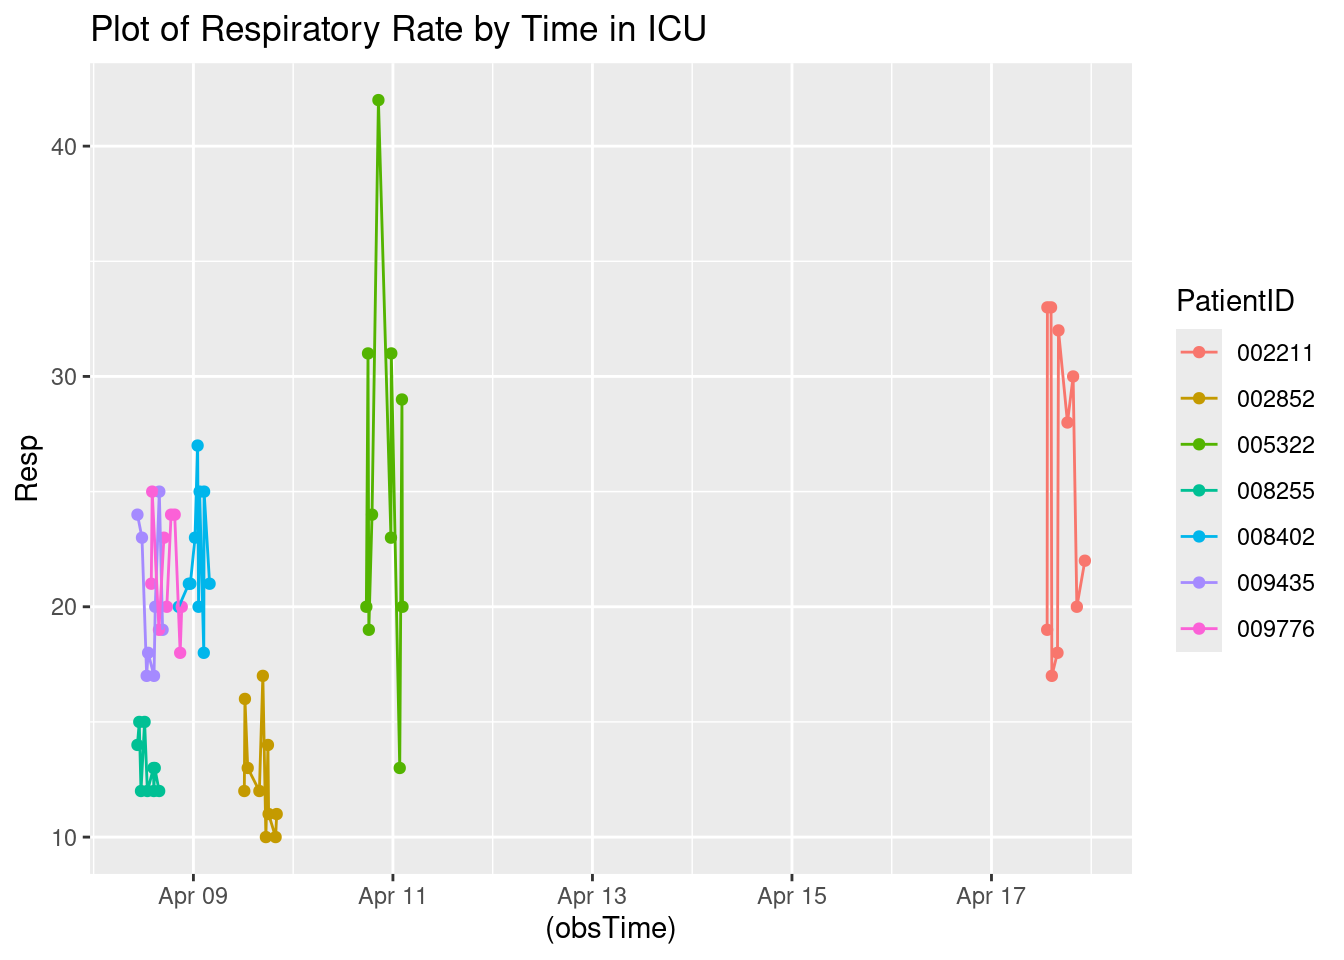 Plot of Respiratory Rate by Time in ICU
40
30
20
10
Resp
Apr 09
Apr 11
Apr 13
Apr 15
Apr 17
(obsTime)
PatientID
002211
002852
005322
008255
008402
009435
009776